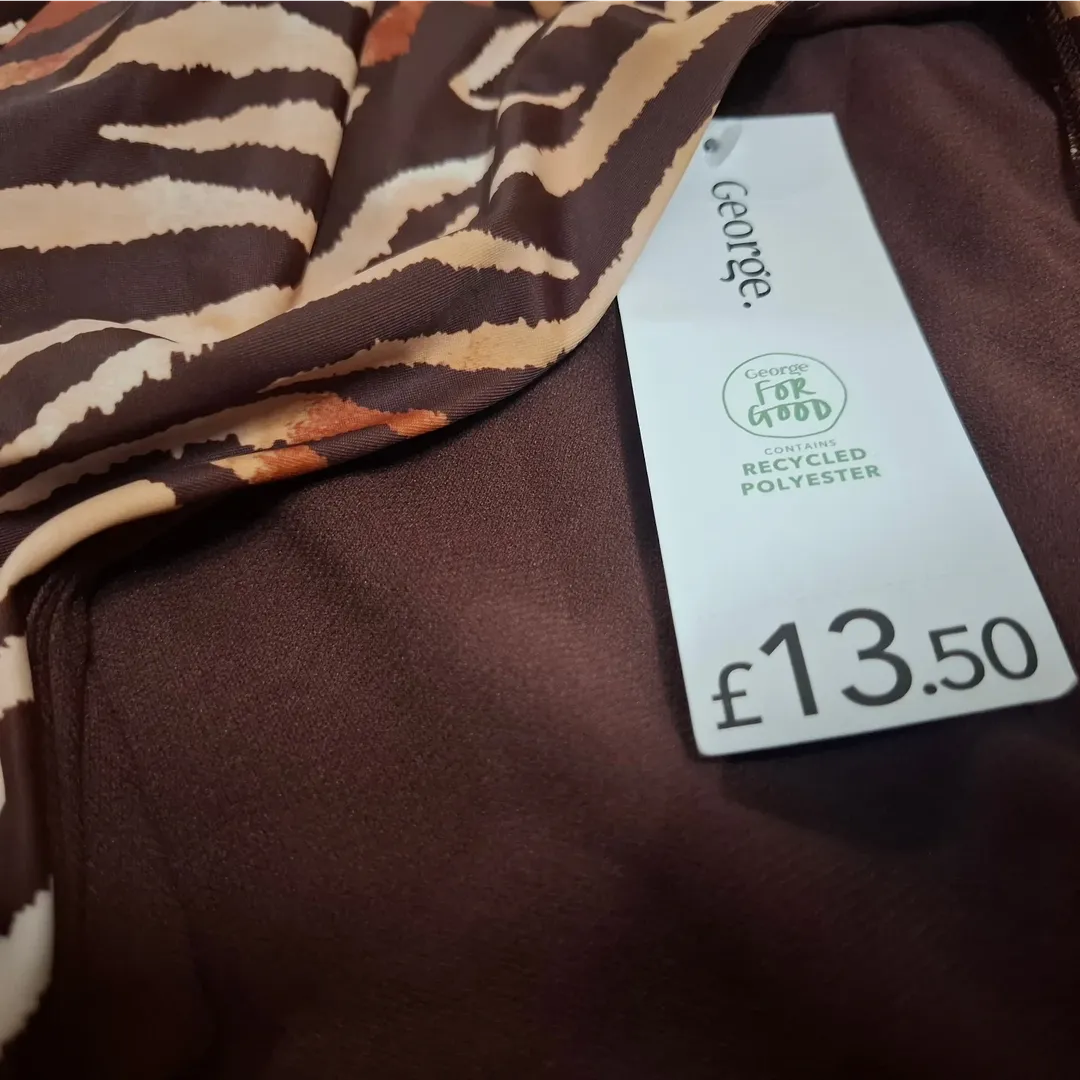 George.
George
FOR
GOOD
CONTAINS
RECYCLED
POLYESTER
£13.50